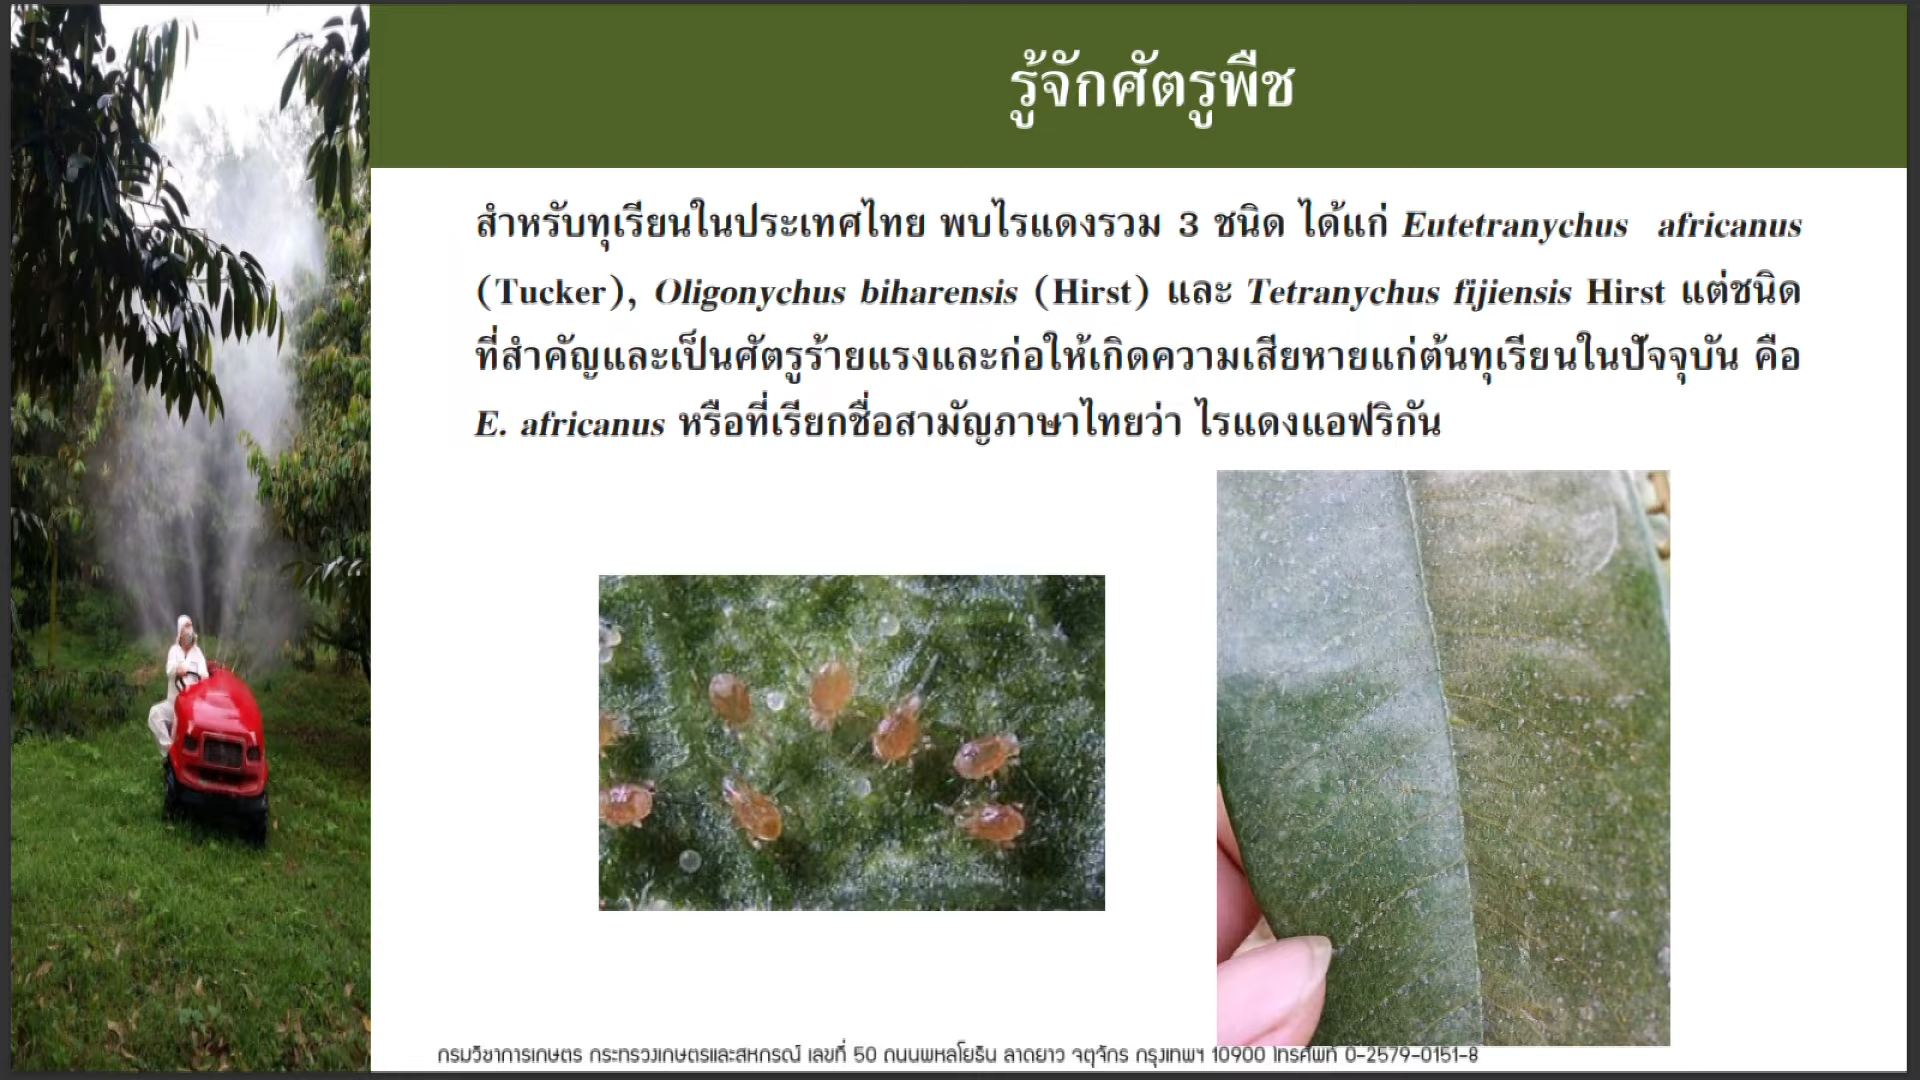 รู้จักศัตรูพืช
สำหรับทุเรียนในประเทศไทย พบไรแดงรวม 3 ชนิด ได้แก่ Eutetranychus africanus
(Tucker), Oligonychus biharensis (Hirst) และ Tetranychus fijiensis Hirst แต่ชนิด
ที่สำคัญและเป็นศัตรูร้ายแรงและก่อให้เกิดความเสียหายแก่ต้นทุเรียนในปัจจุบัน คือ
E. africanus หรือที่เรียกชื่อสามัญภาษาไทยว่า ไรแดงแอฟริกัน
กรมวิชาการเกษตร กระทรวงเกษตรและสหกรณ์ เลขที่ 50 ถนนพหลโยธิน ลาดยาว จตุจักร กรุงเทพฯ 10900 โทรศัพท์ 0-2579-0151-8